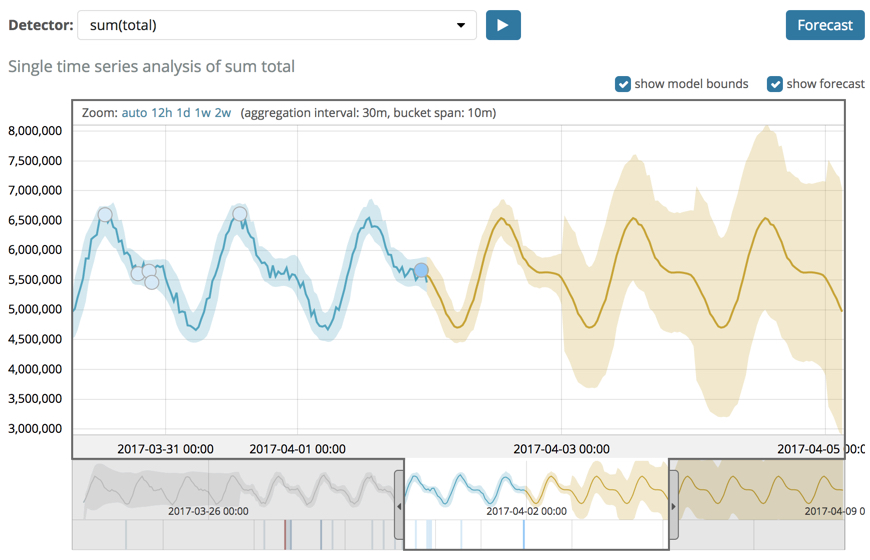 Detector: sum(total) Forecast
Single time series analysis of sum total
show model bounds show forecast
Zoom: auto 12h 1d 1w 2w (aggregation interval: 30m, bucket span: 10m)
8,000,000
7,500,000
7,000,000
6,500,000
6,000,000
5,500,000
5,000,000
4,500,000
4,000,000
3,500,000
3,000,000
2017-03-31 00:00 2017-04-01 00:00 2017-04-03 00:00 2017-04-05 00:0
2017-03-26 00:00 2017-04-02 00:00 2017-04-09 0